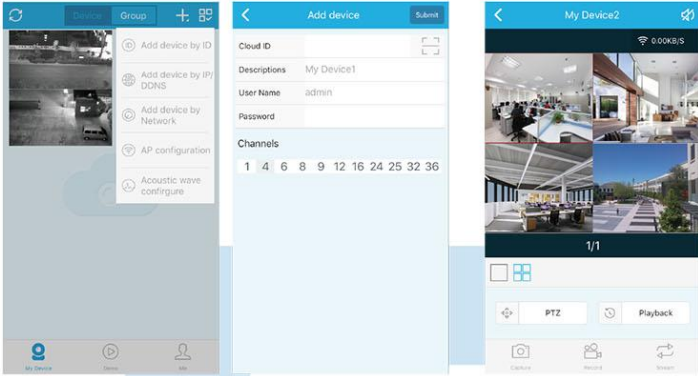 Device
Group
Add device by ID
Add device by IP/
DDNS
Add device by
Network
AP configuration
Acoustic wave
configure
My Device
Demo
Me
Add device
Submit
Cloud ID
Descriptions
My Device1
User Name
admin
Password
Channels
1 4 6 8 9 12 16 24 25 32 36
My Device2
0.00KB/S
1/1
PTZ
Playback
Capture
Record
Stream